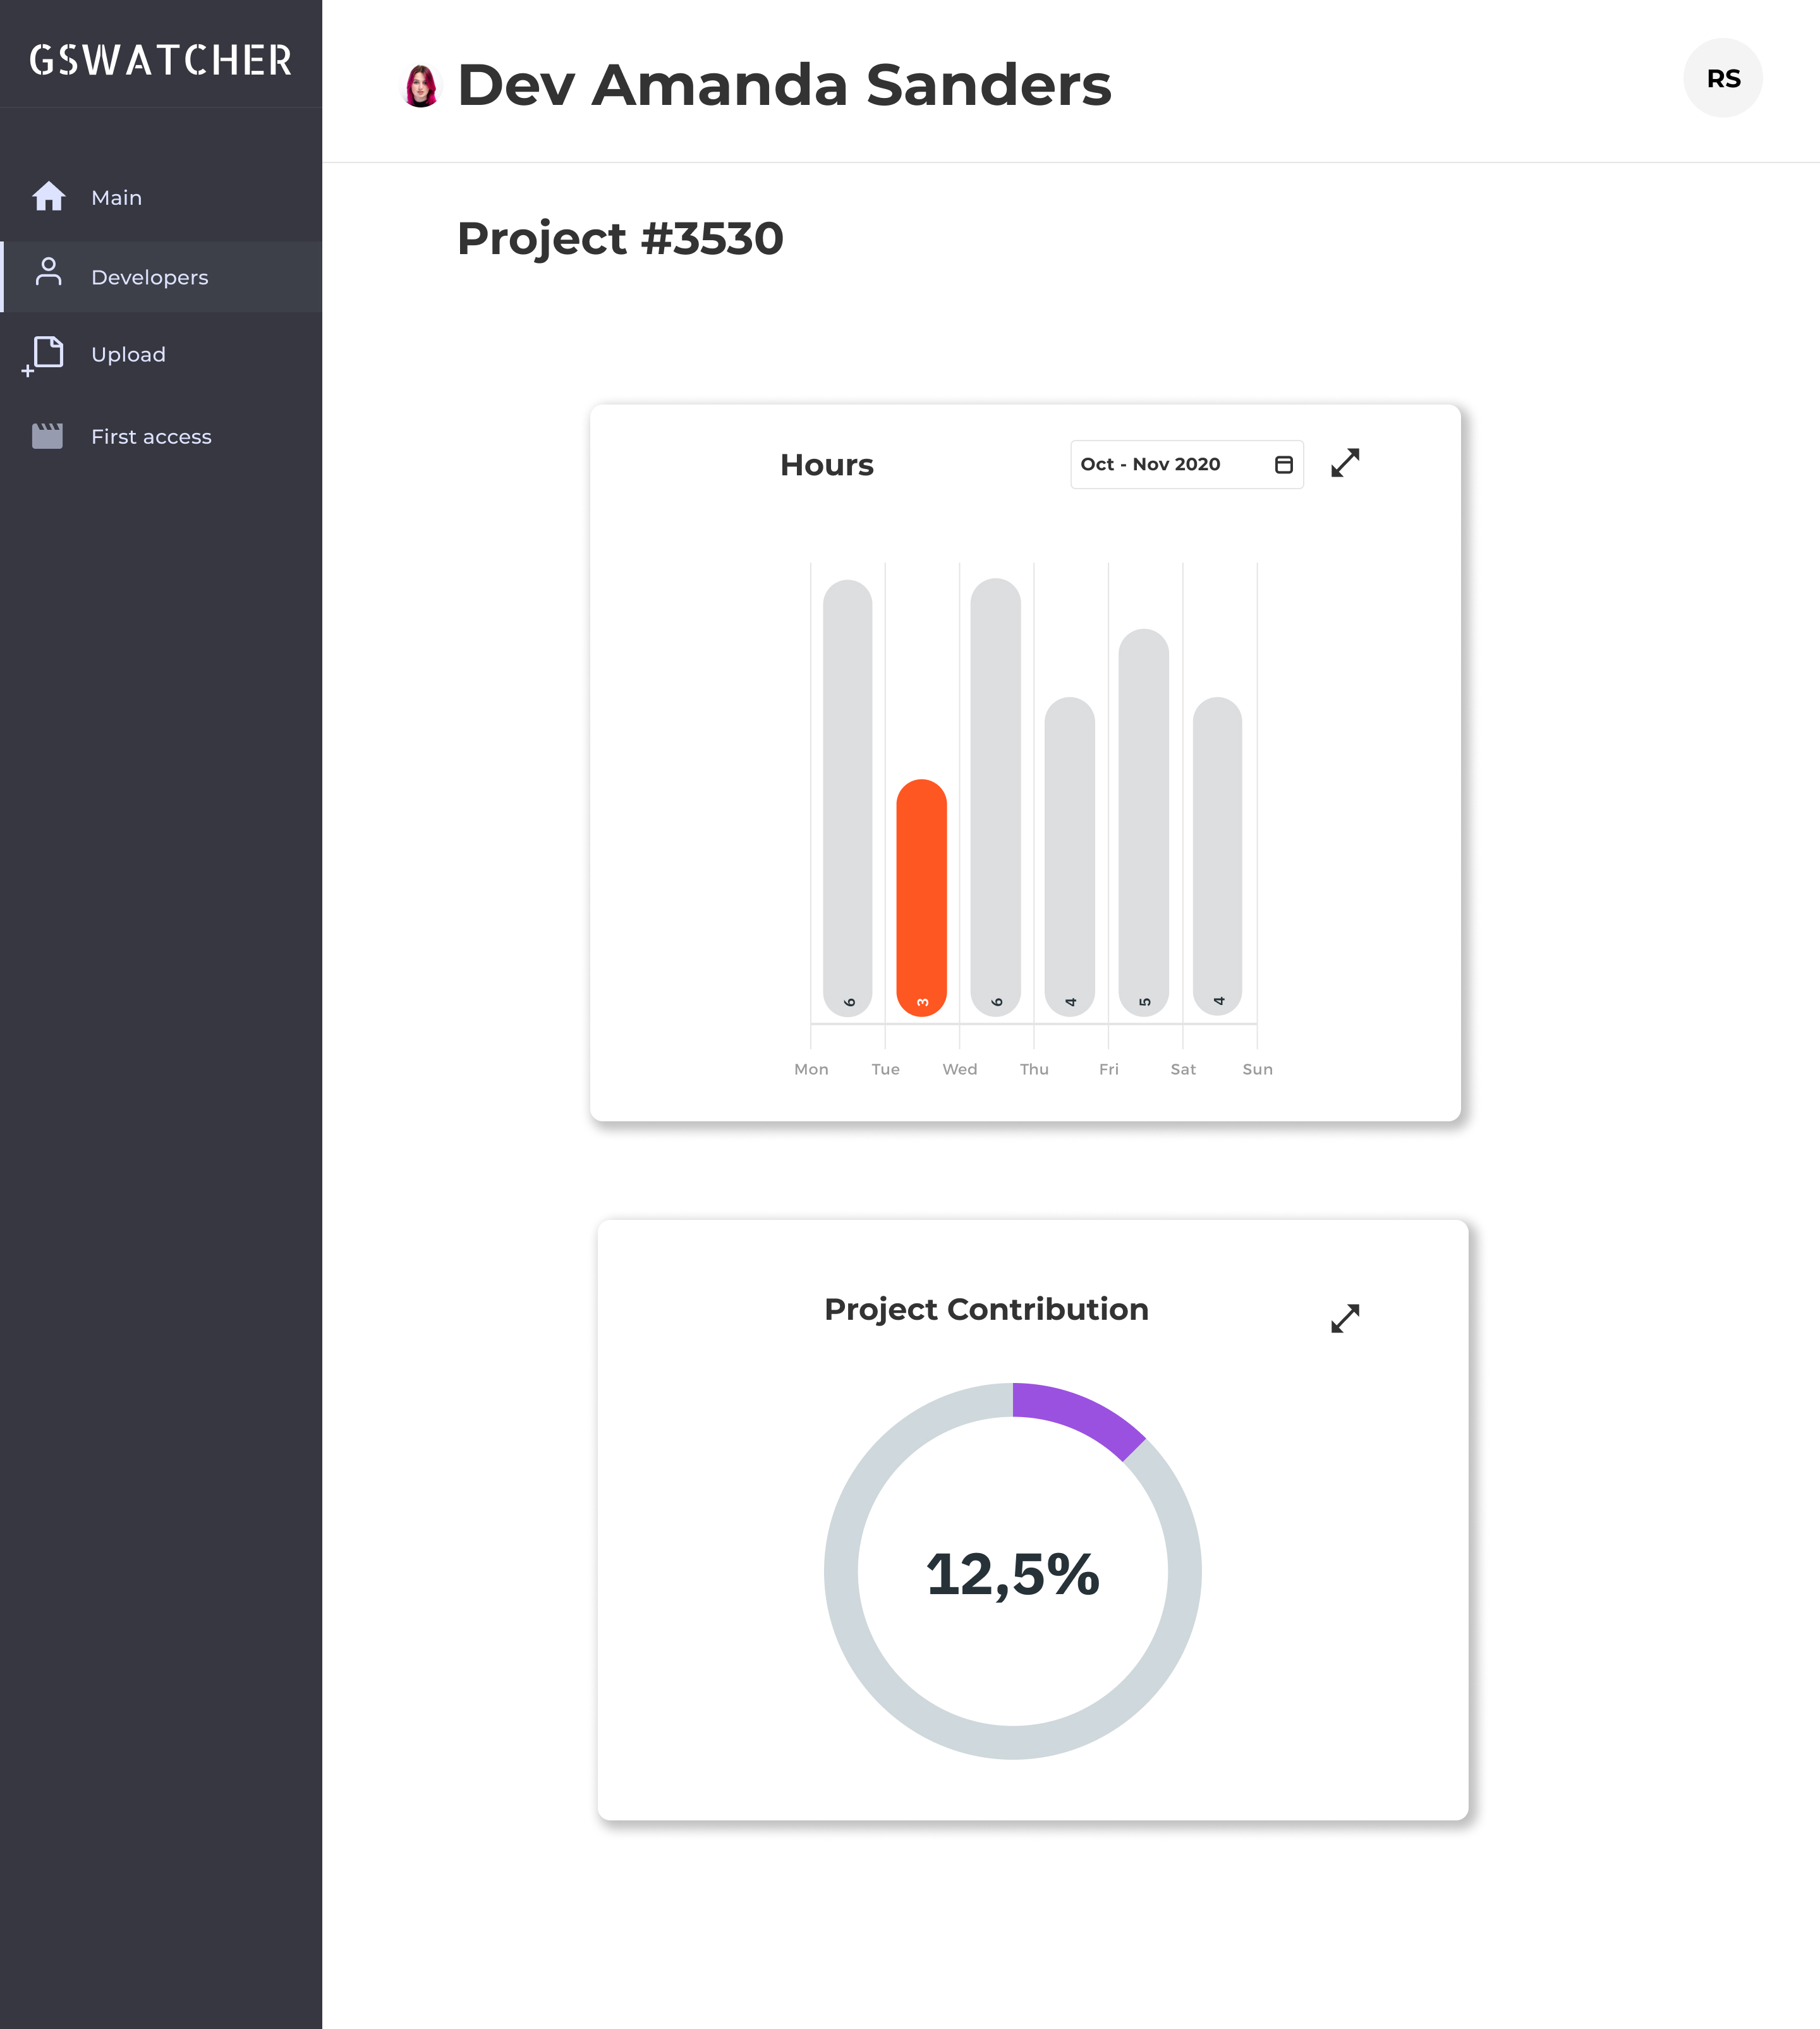 GSWATCHER
Main
Developers
Upload
First access
Dev Amanda Sanders
RS
Project #3530
Hours
Oct - Nov 2020
6 3 6 4 5 4
Mon Tue Wed Thu Fri Sat Sun
Project Contribution
12,5%